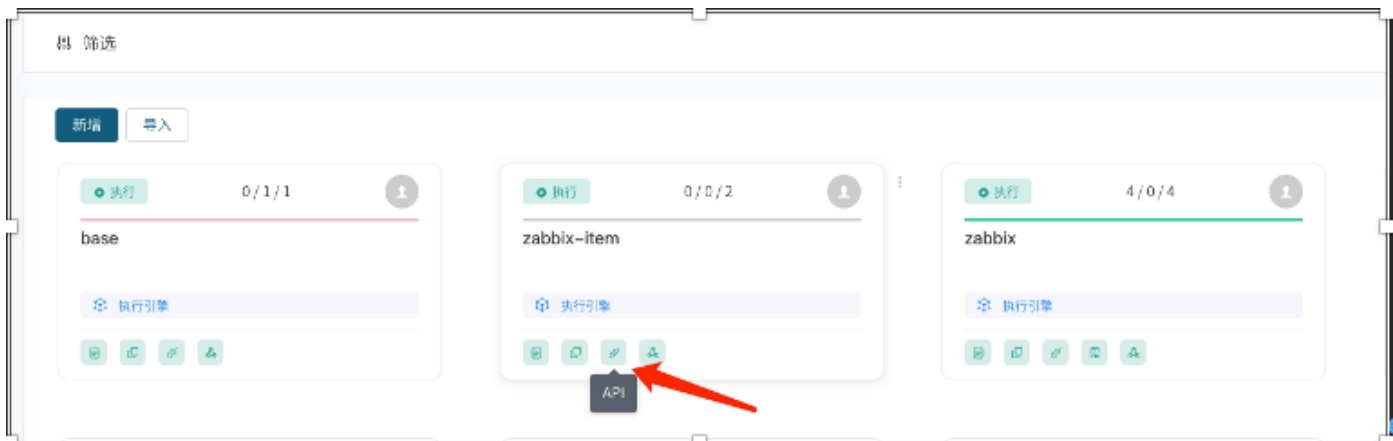 筛选
新增 导入
执行 0/1/1
base
执行引擎
执行 0/0/2
zabbix-item
执行引擎
API
执行 4/0/4
zabbix
执行引擎